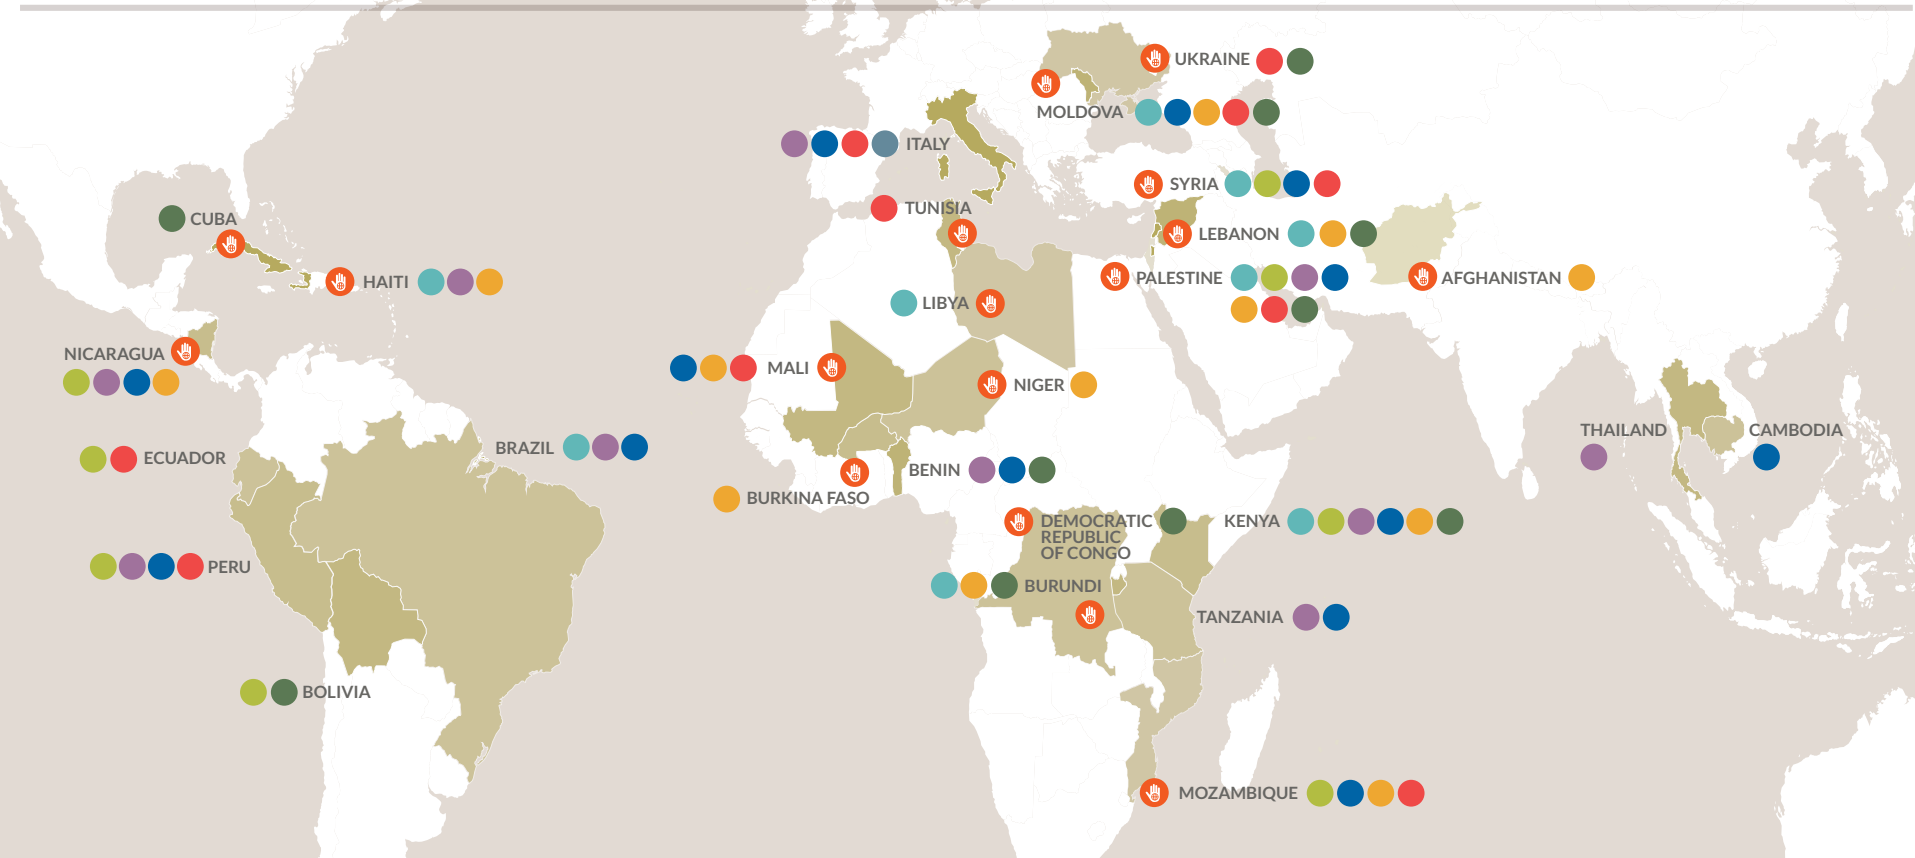 UKRAINE
MOLDOVA
ITALY
SYRIA
TUNISIA
CUBA
LEBANON
HAITI
PALESTINE
AFGHANISTAN
LIBYA
NICARAGUA
MALI
NIGER
THAILAND
CAMBODIA
BRAZIL
ECUADOR
BENIN
BURKINA FASO
DEMOCRATIC
REPUBLIC
OF CONGO
KENYA
PERU
BURUNDI
TANZANIA
BOLIVIA
MOZAMBIQUE